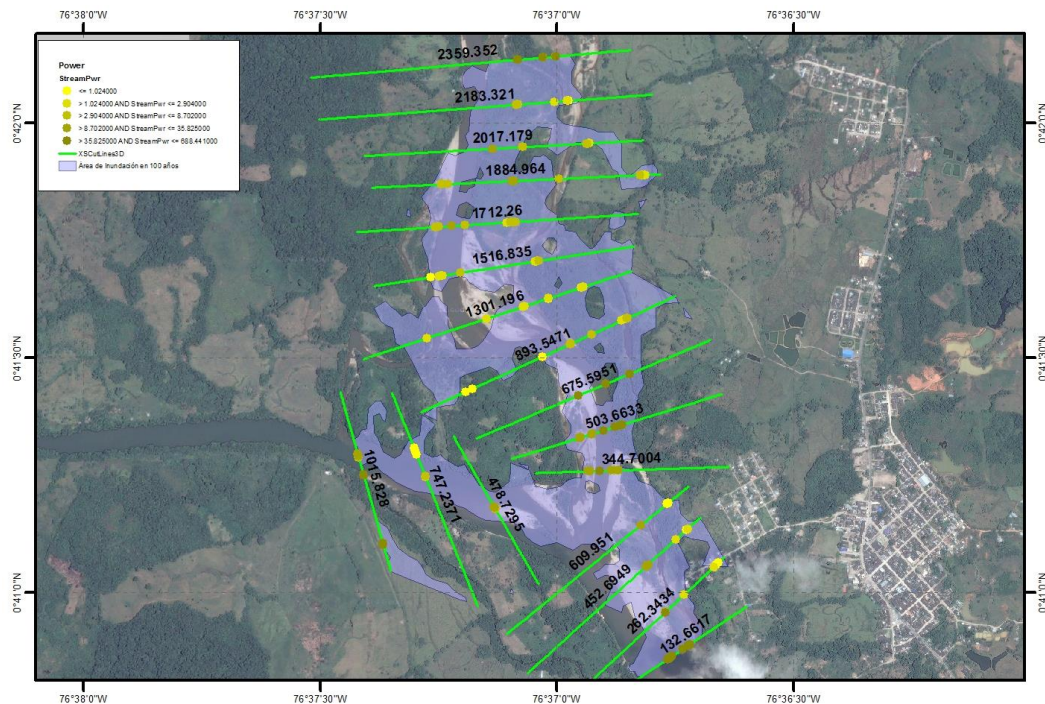 76°38'0"W 76°37'30"W 76°37'0"W 76°36'30"W
Power
StreamPwr
<= 1.024000
> 1.024000 AND StreamPwr <= 2.904000
> 2.904000 AND StreamPwr <= 8.702000
> 8.702000 AND StreamPwr <= 35.825000
> 35.825000 AND StreamPwr <= 688.441000
XSCutLines3D
Area de Inundación en 100 años
2359.352
2183.321
0°42'0"N 0°42'0"N
2017.179
1884.964
1712.26
1516.835
1301.196
893.5471
0°41'30"N 0°41'30"N
675.5951
503.6633
344.7004
1015.828
747.2371
478.7295
609.951
452.6949
0°41'0"N 0°41'0"N
262.3434
132.6617
76°38'0"W 76°37'30"W 76°37'0"W 76°36'30"W